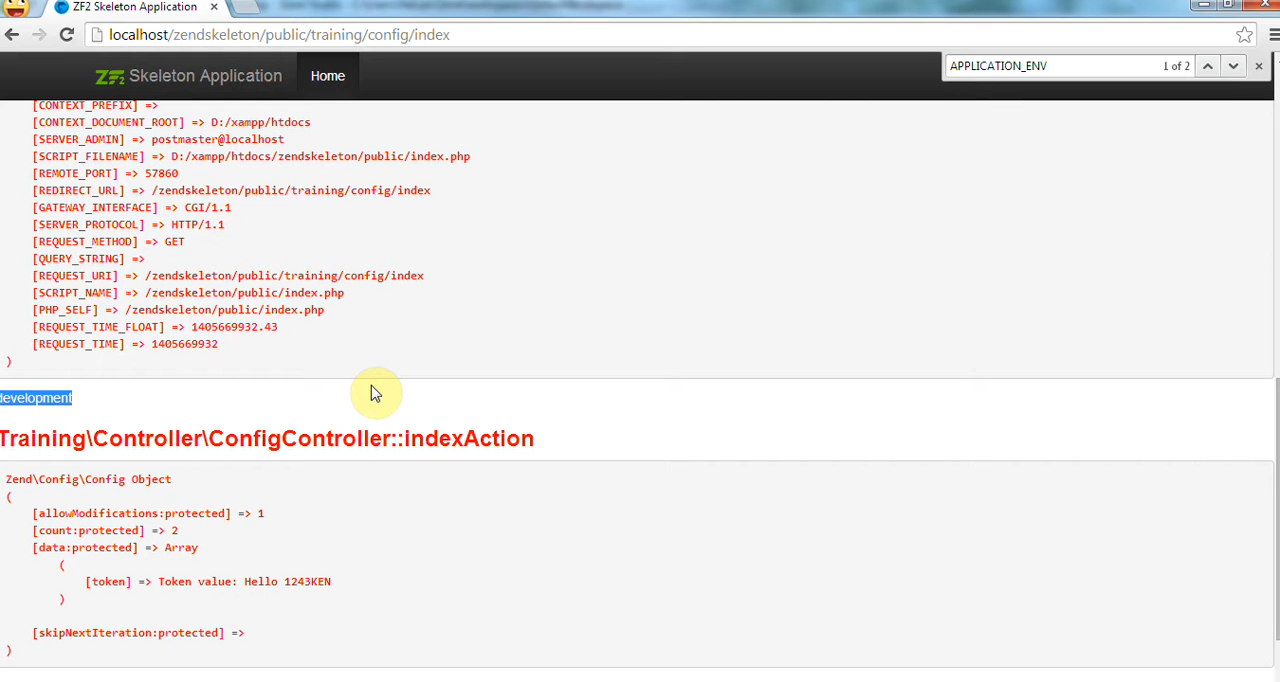 ZF2 Skeleton Application
localhost/zendskeleton/public/training/config/index
ZF2 Skeleton Application Home
APPLICATION_ENV 1 of 2
[CONTEXT_PREFIX] =>
[CONTEXT_DOCUMENT_ROOT] => D:/xampp/htdocs
[SERVER_ADMIN] => postmaster@localhost
[SCRIPT_FILENAME] => D:/xampp/htdocs/zendskeleton/public/index.php
[REMOTE_PORT] => 57860
[REDIRECT_URL] => /zendskeleton/public/training/config/index
[GATEWAY_INTERFACE] => CGI/1.1
[SERVER_PROTOCOL] => HTTP/1.1
[REQUEST_METHOD] => GET
[QUERY_STRING] =>
[REQUEST_URI] => /zendskeleton/public/training/config/index
[SCRIPT_NAME] => /zendskeleton/public/index.php
[PHP_SELF] => /zendskeleton/public/index.php
[REQUEST_TIME_FLOAT] => 1405669932.43
[REQUEST_TIME] => 1405669932
)
development
Training\Controller\ConfigController::indexAction
Zend\Config\Config Object
(
[allowModifications:protected] => 1
[count:protected] => 2
[data:protected] => Array
(
[token] => Token value: Hello 1243KEN
)
[skipNextIteration:protected] =>
)